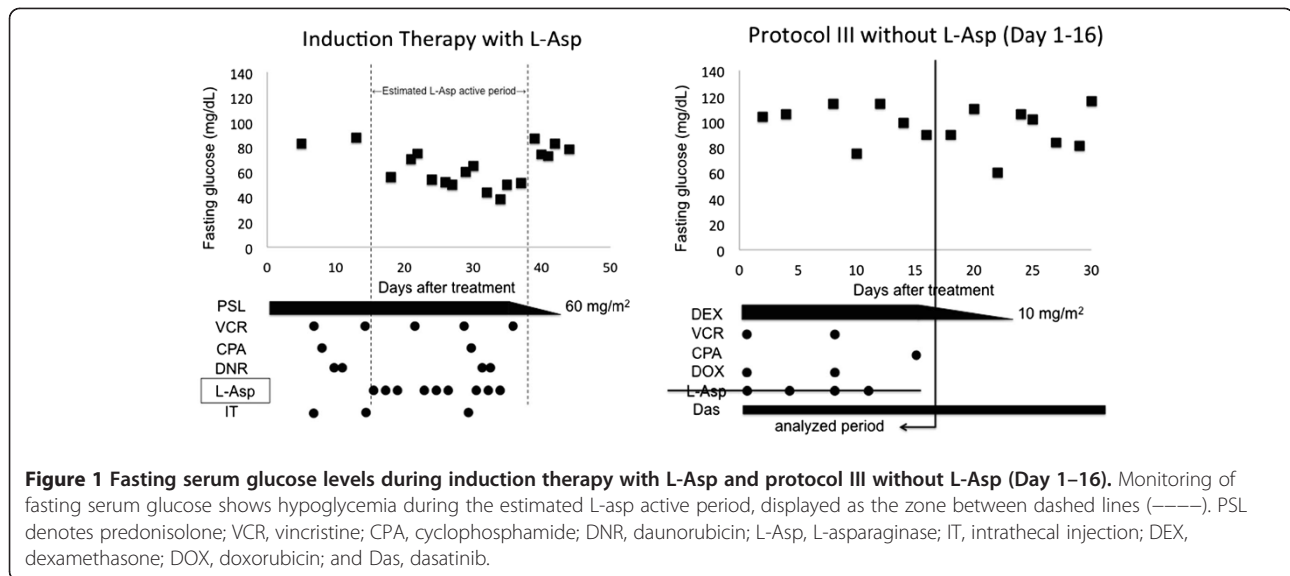 Induction Therapy with L-Asp
140
120
100
80
60
40
20
0
Fasting glucose (mg/dL)
←Estimated L-Asp active period→
0 10 20 30 40 50
Days after treatment
PSL
60 mg/m²
VCR
CPA
DNR
L-Asp
IT
Protocol III without L-Asp (Day 1-16)
140
120
100
80
60
40
20
0
Fasting glucose (mg/dL)
0 5 10 15 20 25 30
Days after treatment
DEX
10 mg/m²
VCR
CPA
DOX
L-Asp
Das
analyzed period
Figure 1 Fasting serum glucose levels during induction therapy with L-Asp and protocol III without L-Asp (Day 1–16). Monitoring of
fasting serum glucose shows hypoglycemia during the estimated L-asp active period, displayed as the zone between dashed lines (----). PSL
denotes predonisolone; VCR, vincristine; CPA, cyclophosphamide; DNR, daunorubicin; L-Asp, L-asparaginase; IT, intrathecal injection; DEX,
dexamethasone; DOX, doxorubicin; and Das, dasatinib.